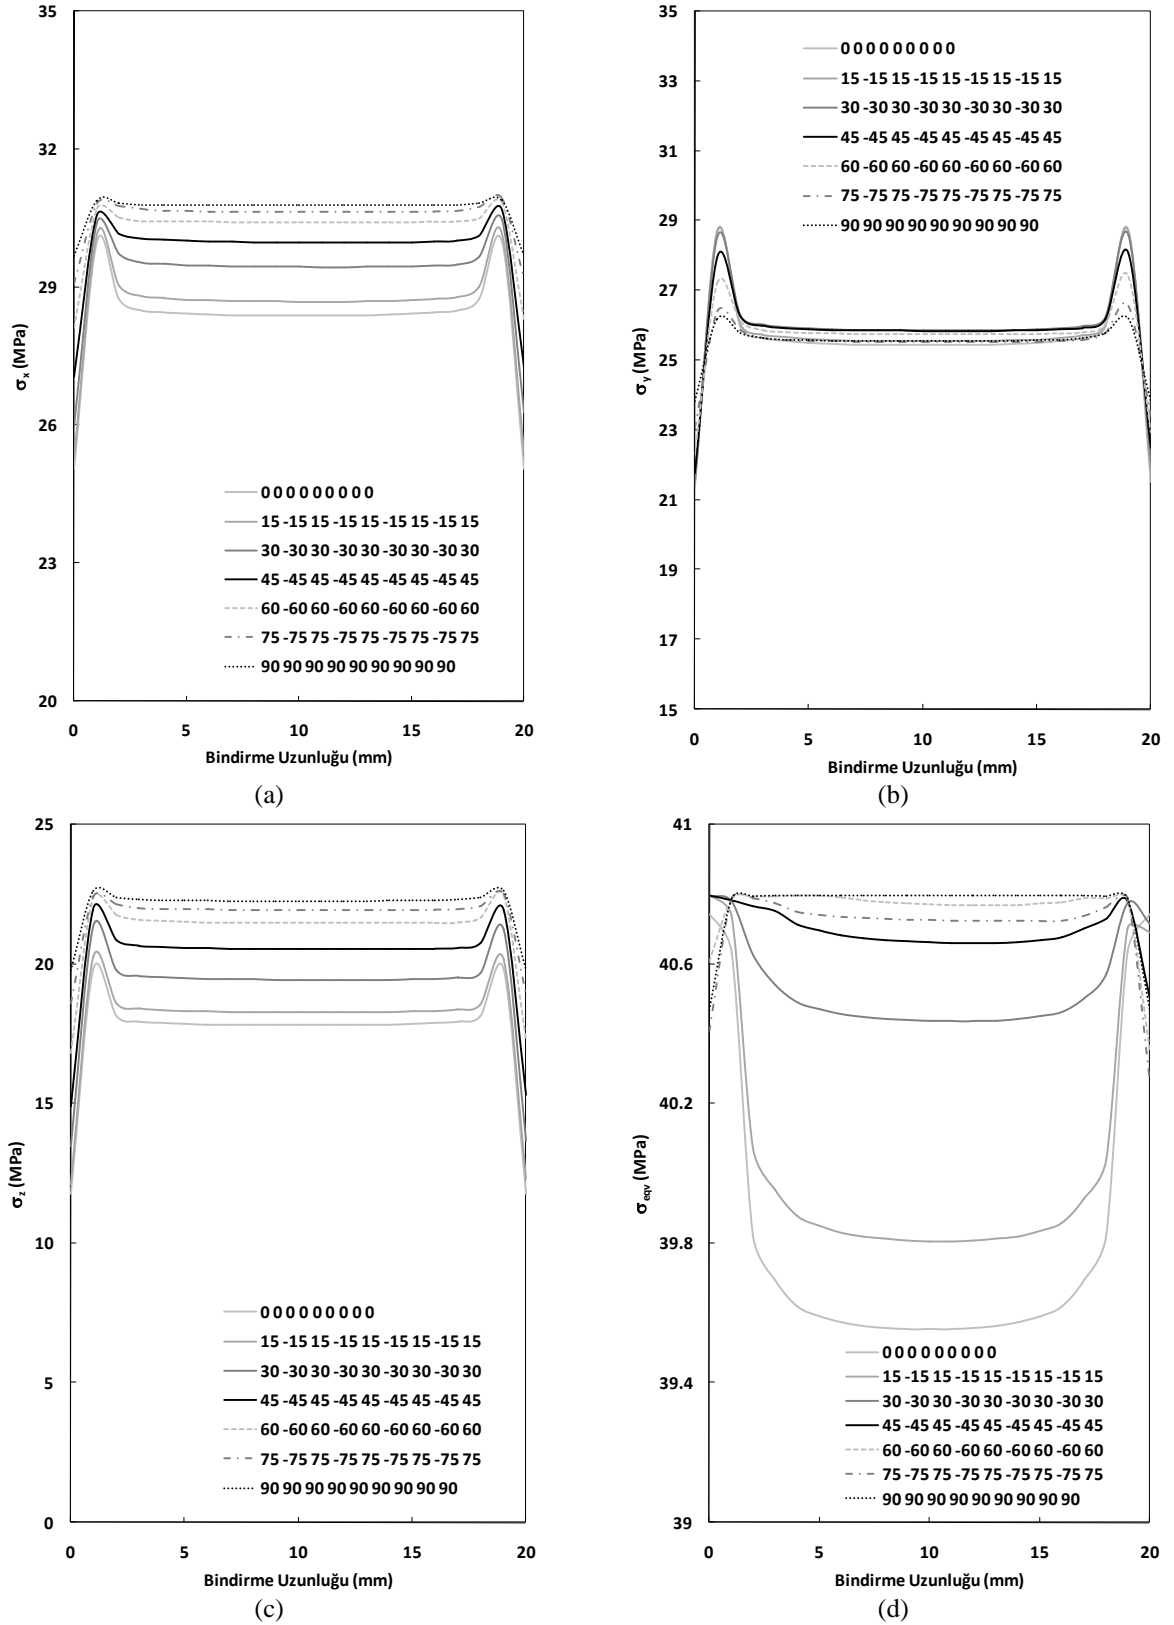 35
32
29
26
23
20
σx (MPa)
0 0 0 0 0 0 0 0 0
15 -15 15 -15 15 -15 15 -15 15
30 -30 30 -30 30 -30 30 -30 30
45 -45 45 -45 45 -45 45 -45 45
60 -60 60 -60 60 -60 60 -60 60
75 -75 75 -75 75 -75 75 -75 75
90 90 90 90 90 90 90 90 90
0 5 10 15 20
Bindirme Uzunluğu (mm)
(a)
35
33
31
29
27
25
23
21
19
17
15
σy (MPa)
0 0 0 0 0 0 0 0 0
15 -15 15 -15 15 -15 15 -15 15
30 -30 30 -30 30 -30 30 -30 30
45 -45 45 -45 45 -45 45 -45 45
60 -60 60 -60 60 -60 60 -60 60
75 -75 75 -75 75 -75 75 -75 75
90 90 90 90 90 90 90 90 90
0 5 10 15 20
Bindirme Uzunluğu (mm)
(b)
25
20
15
10
5
0
σz (MPa)
0 0 0 0 0 0 0 0 0
15 -15 15 -15 15 -15 15 -15 15
30 -30 30 -30 30 -30 30 -30 30
45 -45 45 -45 45 -45 45 -45 45
60 -60 60 -60 60 -60 60 -60 60
75 -75 75 -75 75 -75 75 -75 75
90 90 90 90 90 90 90 90 90
0 5 10 15 20
Bindirme Uzunluğu (mm)
(c)
41
40.6
40.2
39.8
39.4
39
σeqv (MPa)
0 0 0 0 0 0 0 0 0
15 -15 15 -15 15 -15 15 -15 15
30 -30 30 -30 30 -30 30 -30 30
45 -45 45 -45 45 -45 45 -45 45
60 -60 60 -60 60 -60 60 -60 60
75 -75 75 -75 75 -75 75 -75 75
90 90 90 90 90 90 90 90 90
0 5 10 15 20
Bindirme Uzunluğu (mm)
(d)